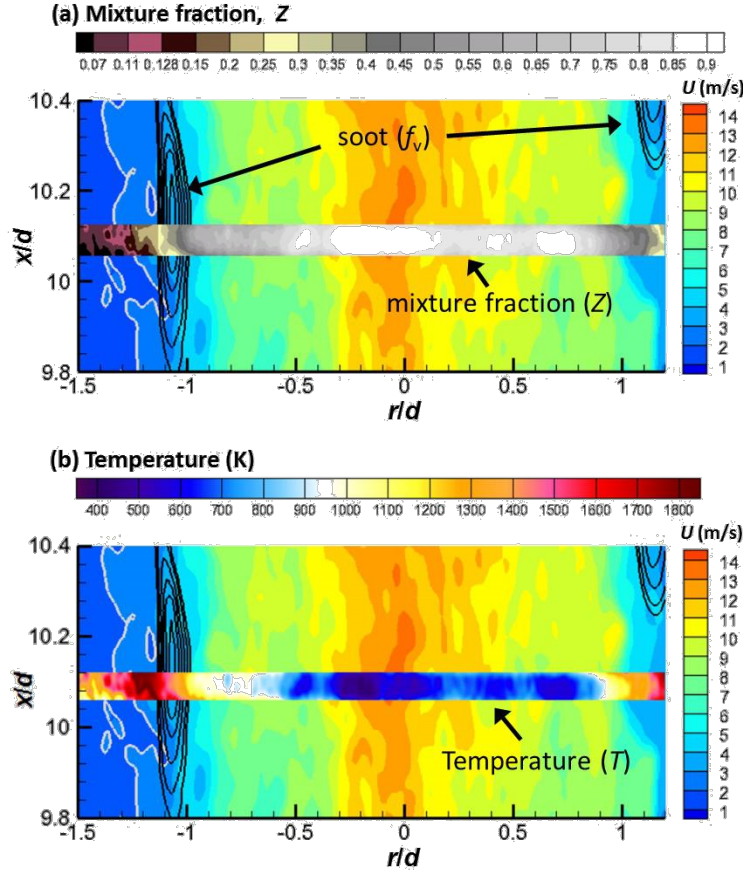 (a) Mixture fraction, Z
0.07 0.11 0.128 0.15 0.2 0.25 0.3 0.35 0.4 0.45 0.5 0.55 0.6 0.65 0.7 0.75 0.8 0.85 0.9
U (m/s)
10.4
10.2
10
9.8
x/d
soot (fv)
mixture fraction (Z)
14
13
12
11
10
9
8
7
6
5
4
3
2
1
-1.5 -1 -0.5 0 0.5 1
r/d
(b) Temperature (K)
400 500 600 700 800 900 1000 1100 1200 1300 1400 1500 1600 1700 1800
U (m/s)
10.4
10.2
10
9.8
x/d
Temperature (T)
14
13
12
11
10
9
8
7
6
5
4
3
2
1
-1.5 -1 -0.5 0 0.5 1
r/d